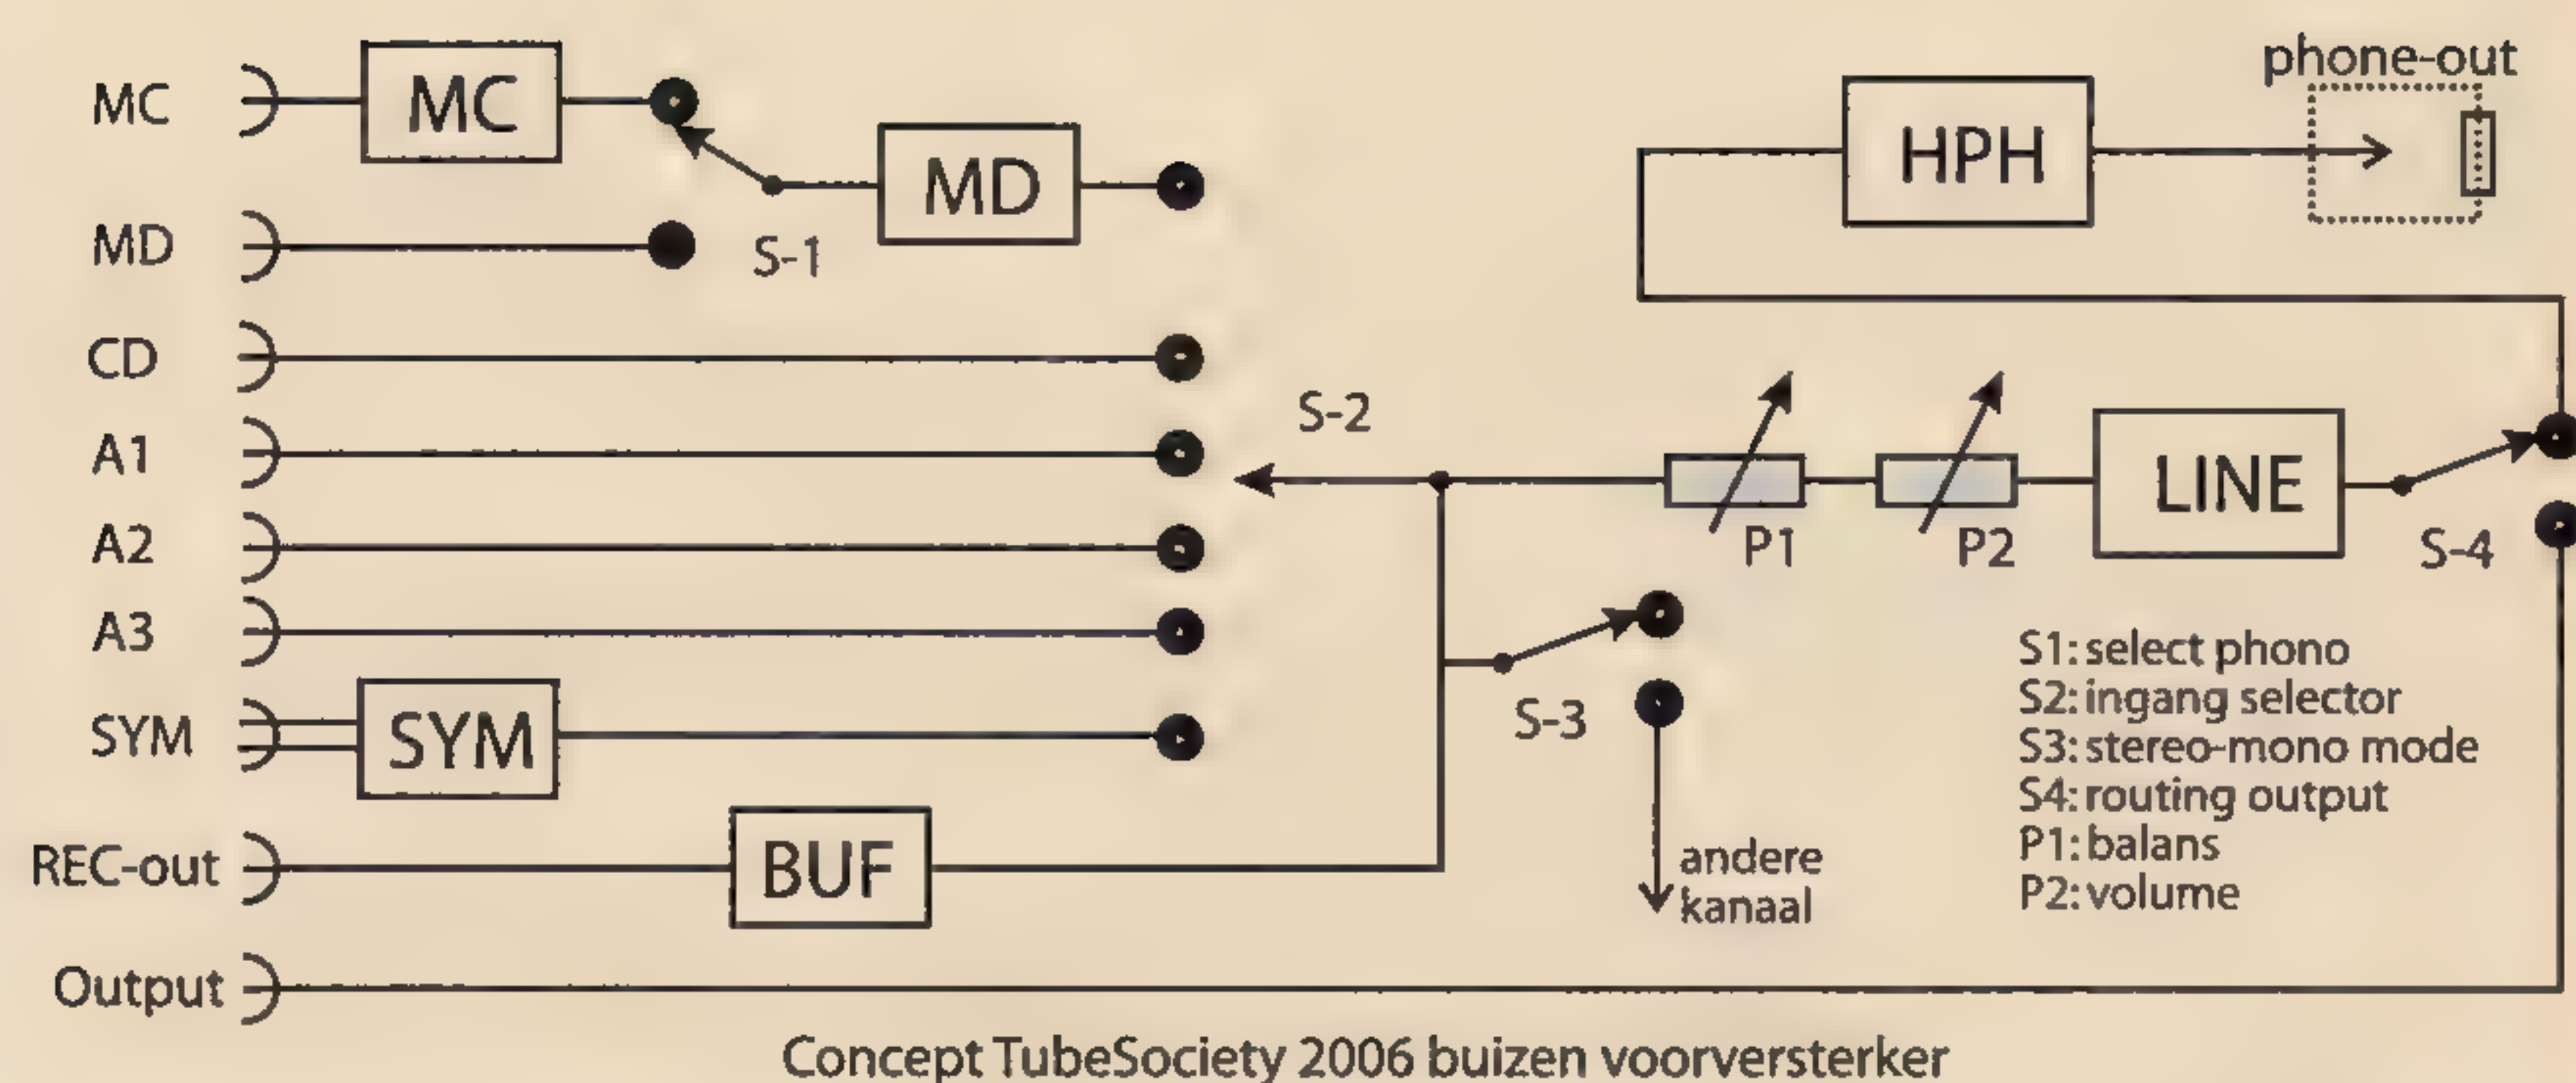 MC
MC
MD
MD
S-1
CD
A1
A2
A3
SYM
SYM
REC-out
BUF
Output
S-2
S-3
andere
kanaal
P1
P2
LINE
S-4
HPH
phone-out
S1: select phono
S2: ingang selector
S3: stereo-mono mode
S4: routing output
P1: balans
P2: volume
Concept TubeSociety 2006 buizen voorversterker